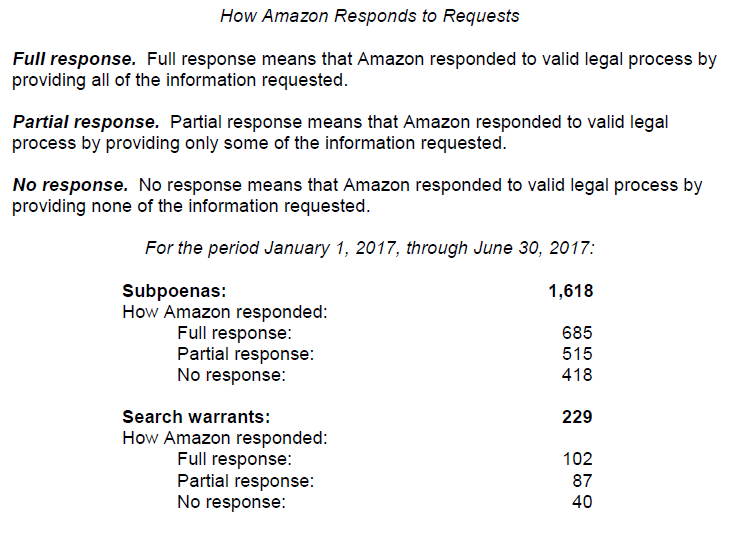 How Amazon Responds to Requests
Full response. Full response means that Amazon responded to valid legal process by
providing all of the information requested.
Partial response. Partial response means that Amazon responded to valid legal
process by providing only some of the information requested.
No response. No response means that Amazon responded to valid legal process by
providing none of the information requested.
For the period January 1, 2017, through June 30, 2017:
Subpoenas: 1,618
How Amazon responded:
Full response: 685
Partial response: 515
No response: 418
Search warrants: 229
How Amazon responded:
Full response: 102
Partial response: 87
No response: 40